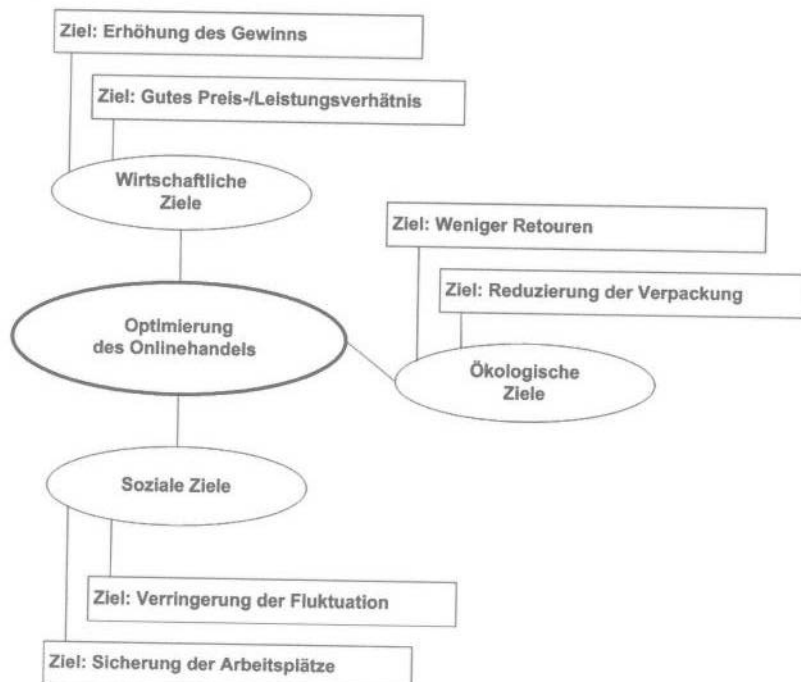 Ziel: Erhöhung des Gewinns
Ziel: Gutes Preis-/Leistungsverhätnis
Wirtschaftliche
Ziele
Ziel: Weniger Retouren
Ziel: Reduzierung der Verpackung
Optimierung
des Onlinehandels
Ökologische
Ziele
Soziale Ziele
Ziel: Verringerung der Fluktuation
Ziel: Sicherung der Arbeitsplätze